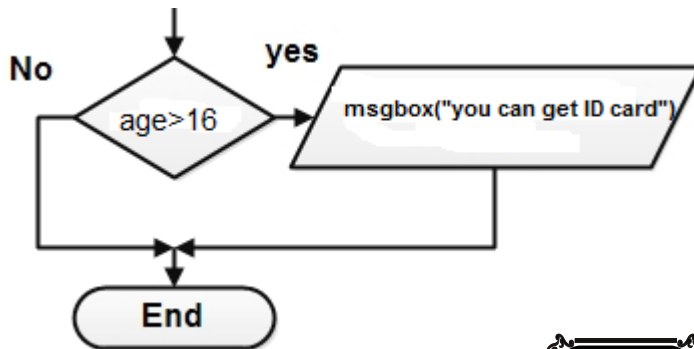 No
yes
age>16
msgbox("you can get ID card")
End